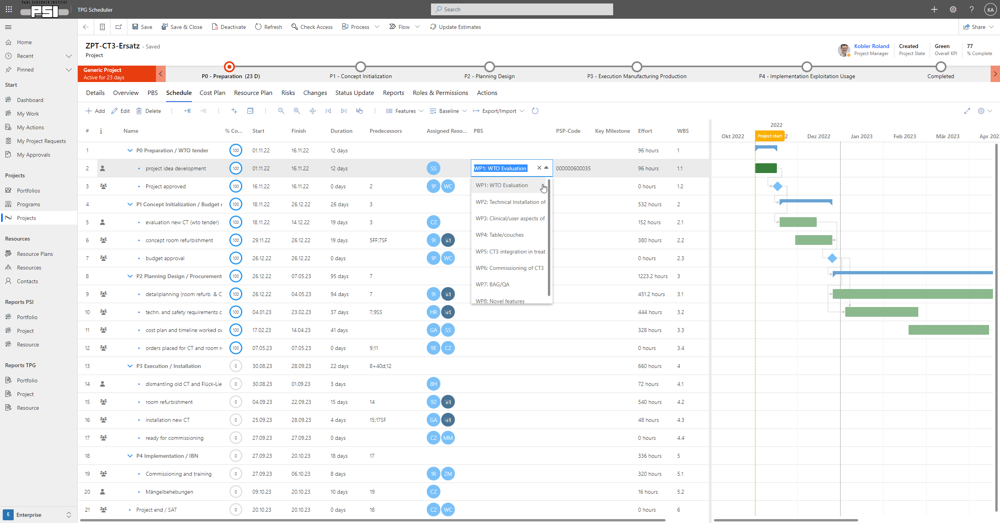 PAUL SCHERRER INSTITUT
PSI
TPG Scheduler
Search
KA
Save
Save & Close
Deactivate
Refresh
Check Access
Process
Flow
Update Estimates
Share
Home
Recent
Pinned
Start
Dashboard
My Work
My Actions
My Project Requests
My Approvals
Projects
Portfolios
Programs
Projects
Resources
Resource Plans
Resources
Contacts
Reports PSI
Portfolio
Project
Resource
Reports TPG
Portfolio
Project
Resource
E Enterprise
ZPT-CT3-Ersatz - Saved
Project
Kobler Roland
Project Manager
Created
Project State
Green
Overall KPI
77
% Complete
Generic Project
Active for 23 days
P0 - Preparation (23 D)
P1 - Concept Initialization
P2 - Planning Design
P3 - Execution Manufacturing Production
P4 - Implementation Exploitation Usage
Completed
Details Overview PBS Schedule Cost Plan Resource Plan Risks Changes Status Update Reports Roles & Permissions Actions
Add Edit Delete Features Baseline Export/Import
# Name % Co... Start Finish Duration Predecessors Assigned Reso... PBS PSP-Code Key Milestone Effort WBS
1 P0 Preparation / WTO tender 100 01.11.22 16.11.22 12 days 96 hours 1
2 project idea development 100 01.11.22 16.11.22 12 days SS WP1: WTO Evaluation 000000600035 96 hours 1.1
3 Project approved 100 16.11.22 16.11.22 0 days 2 1P WC 0 hours 1.2
4 P1 Concept Initialization / Budget 100 18.11.22 26.12.22 26 days 3 532 hours 2
5 evaluation new CT (wto tender) 100 18.11.22 14.12.22 19 days 3 CZ 152 hours 2.1
6 concept room refurbishment 100 29.11.22 26.12.22 19 days 5FF;7SF 9I +1 380 hours 2.2
7 budget approval 100 26.12.22 26.12.22 0 days 1P WC 0 hours 2.3
8 P2 Planning Design / Procurement 100 26.12.22 07.05.23 95 days 7 1223.2 hours 3
9 detailplanning (room refurb. & C 100 26.12.22 04.05.23 94 days 7 9I +1 451.2 hours 3.1
10 techn. and safety requirements c 100 04.01.23 23.02.23 37 days 7;9SS HR +1 444 hours 3.2
11 cost plan and timeline worked ou 100 17.02.23 14.04.23 41 days GA SS 328 hours 3.3
12 orders placed for CT and room r 100 07.05.23 07.05.23 0 days 9;11 9E CZ 0 hours 3.4
13 P3 Execution / Installation 0 30.08.23 28.09.23 22 days 8+40d;12 660 hours 4
14 dismantling old CT and Flück-Lie 0 30.08.23 01.09.23 3 days 8H 72 hours 4.1
15 room refurbishment 0 04.09.23 22.09.23 15 days 14 92 +1 540 hours 4.2
16 installation new CT 0 25.09.23 28.09.23 4 days 15;17SF GA +1 48 hours 4.3
17 ready for commissioning 0 27.09.23 27.09.23 0 days CZ MM 0 hours 4.4
18 P4 Implementation / IBN 0 27.09.23 20.10.23 18 days 17 336 hours 5
19 Commissioning and training 0 27.09.23 06.10.23 8 days 1R ZM 320 hours 5.1
20 Mängelbehebungen 0 09.10.23 20.10.23 10 days 19 CZ 16 hours 5.2
21 Project end / SAT 0 20.10.23 20.10.23 0 days 18 CZ WC 0 hours 6
WP1: WTO Evaluation
WP2: Technical Installation of
WP3: Clinical/user aspects of
WP4: Table/couches
WP5: CT3 integration in treat
WP6: Commissioning of CT3
WP7: BAG/QA
WP8: Novel features
2022
Okt 2022 Project start 2 Dez 2022 Jan 2023 Feb 2023 Mär 2023 Apr 202